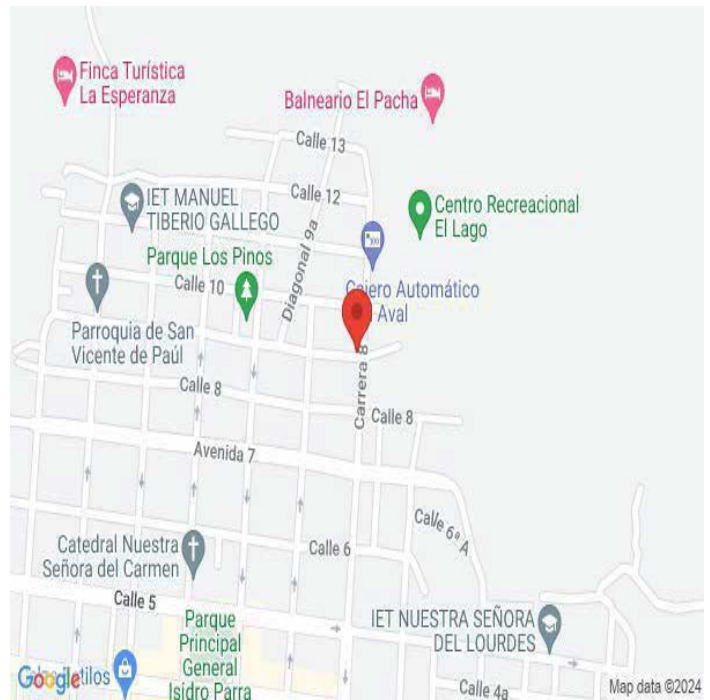 Finca Turística
La Esperanza
Balneario El Pacha
Calle 13
Calle 12
IET MANUEL
TIBERIO GALLEGO
Diagonal 9a
Centro Recreacional
El Lago
Parque Los Pinos
Calle 10
Cajero Automático
Aval
Parroquia de San
Vicente de Paúl
Carrera 8
Calle 8
Calle 8
Avenida 7
Calle 6ª A
Catedral Nuestra
Señora del Carmen
Calle 6
Calle 5
Parque
Principal
General
Isidro Parra
IET NUESTRA SEÑORA
DEL LOURDES
Google
Calle 4a
Map data ©2024